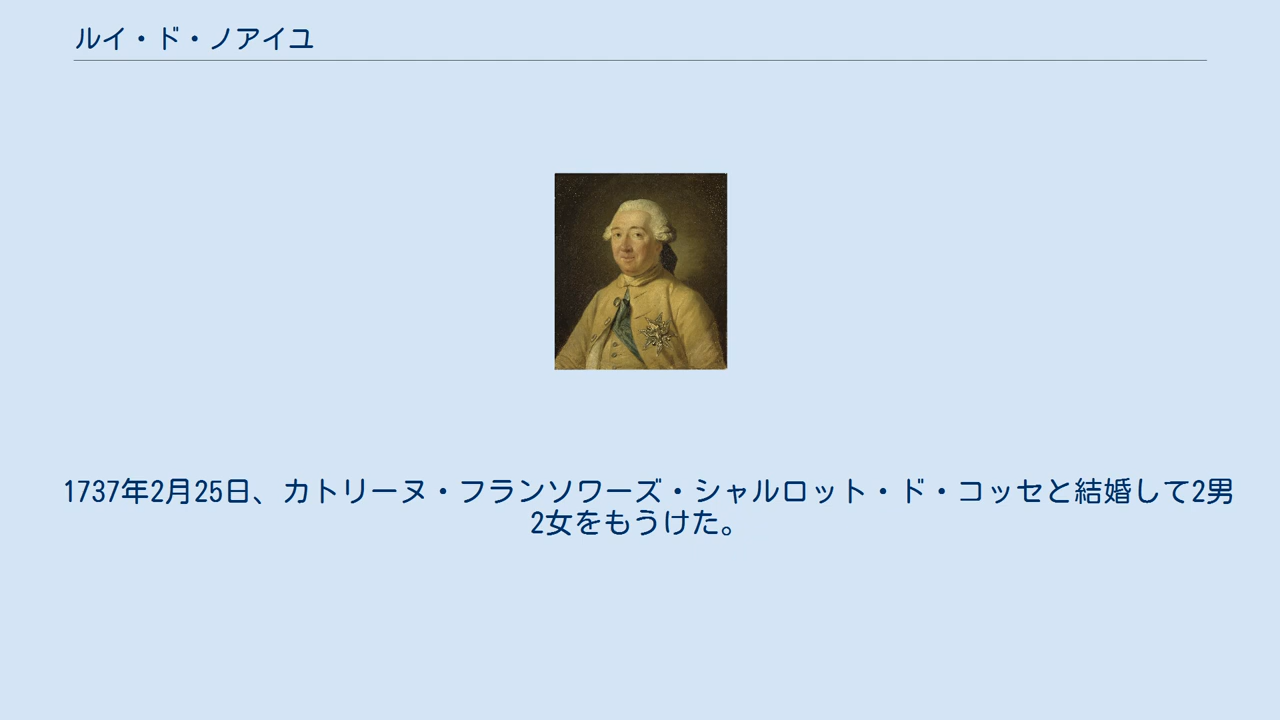 ルイ・ド・ノアイユ
1737年2月25日、カトリーヌ・フランソワーズ・シャルロット・ド・コッセと結婚して2男
2女をもうけた。